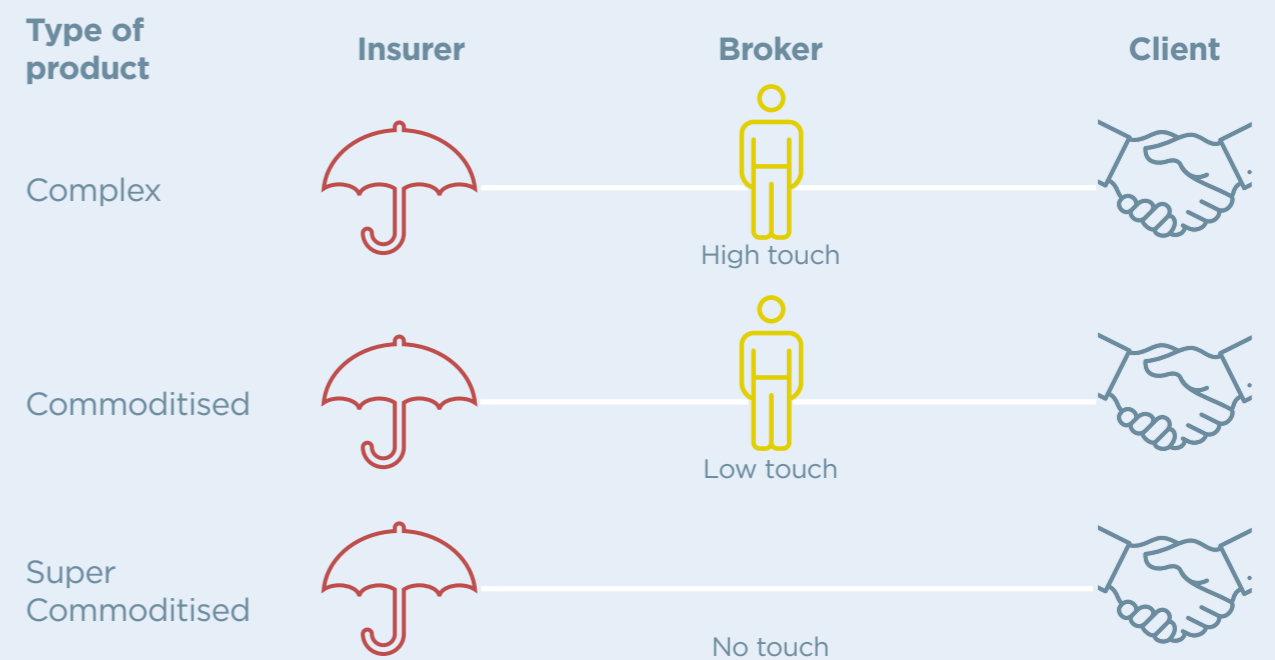 Type of
product
Insurer
Broker
Client
Complex
High touch
Commoditised
Low touch
Super
Commoditised
No touch